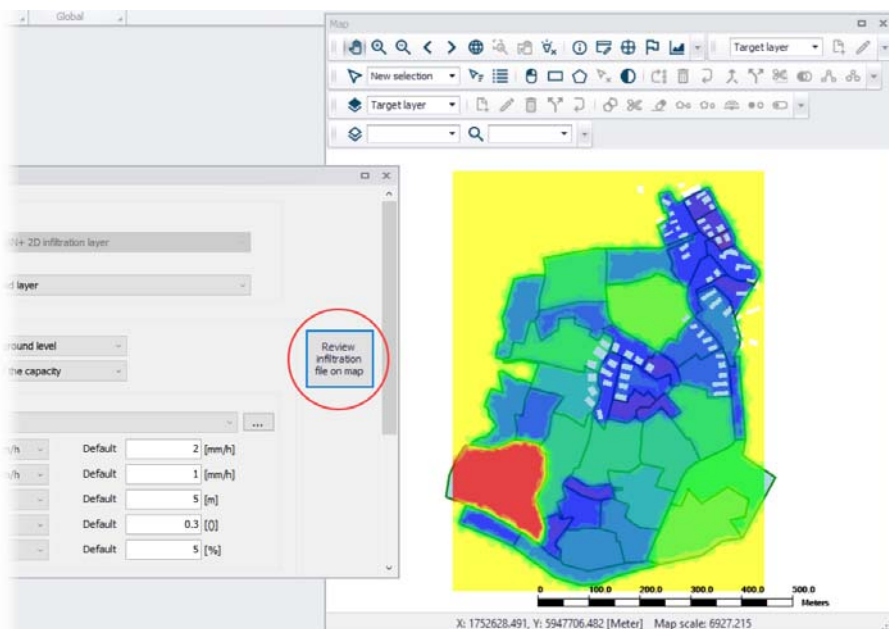 Global
Map
Target layer
New selection
Target layer
2D infiltration layer
layer
ground level
the capacity
Review
infiltration
file on map
...
Default 2 [mm/h]
Default 1 [mm/h]
Default 5 [m]
Default 0.3 [()]
Default 5 [%]
0 100.0 200.0 300.0 400.0 500.0
Meters
X: 1752628.491, Y: 5947706.482 [Meter] Map scale: 6927.215